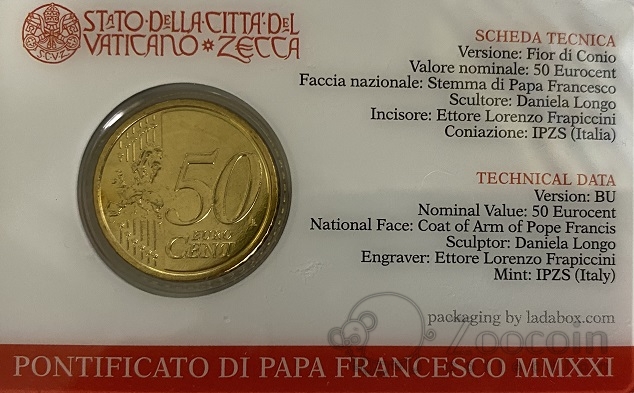 STATO DELLA CITTÀ DEL
VATICANO * ZECCA
SCHEDA TECNICA
Versione: Fior di Conio
Valore nominale: 50 Eurocent
Faccia nazionale: Stemma di Papa Francesco
Scultore: Daniela Longo
Incisore: Ettore Lorenzo Frapiccini
Coniazione: IPZS (Italia)
50
EURO
CENT
TECHNICAL DATA
Version: BU
Nominal Value: 50 Eurocent
National Face: Coat of Arm of Pope Francis
Sculptor: Daniela Longo
Engraver: Ettore Lorenzo Frapiccini
Mint: IPZS (Italy)
packaging by ladabox.com
Zoocoin
PONTIFICATO DI PAPA FRANCESCO MMXXI